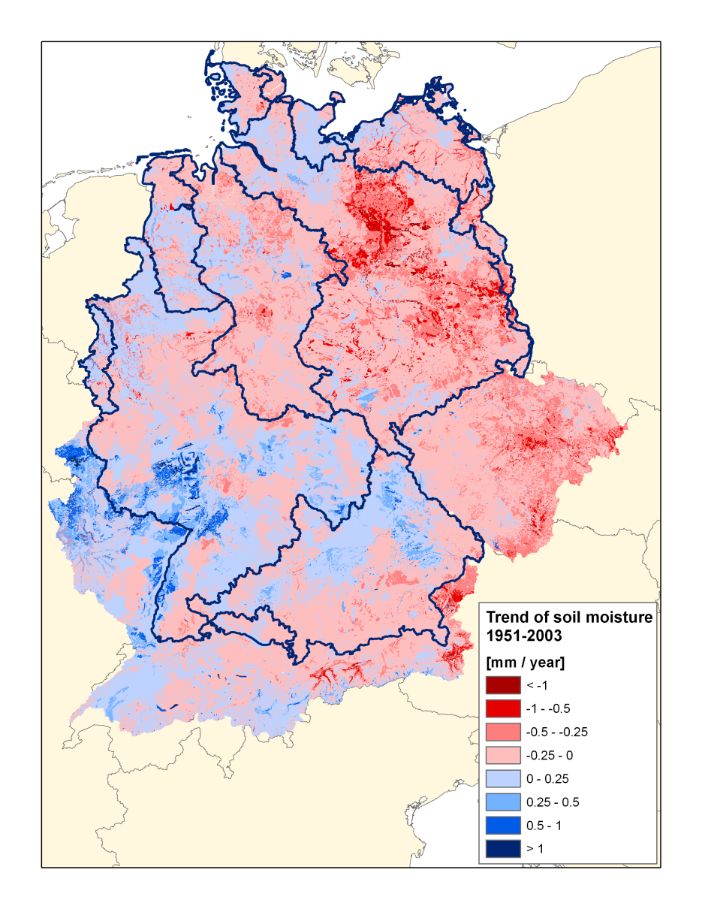 Trend of soil moisture
1951-2003
[mm / year]
< -1
-1 - -0.5
-0.5 - -0.25
-0.25 - 0
0 - 0.25
0.25 - 0.5
0.5 - 1
> 1